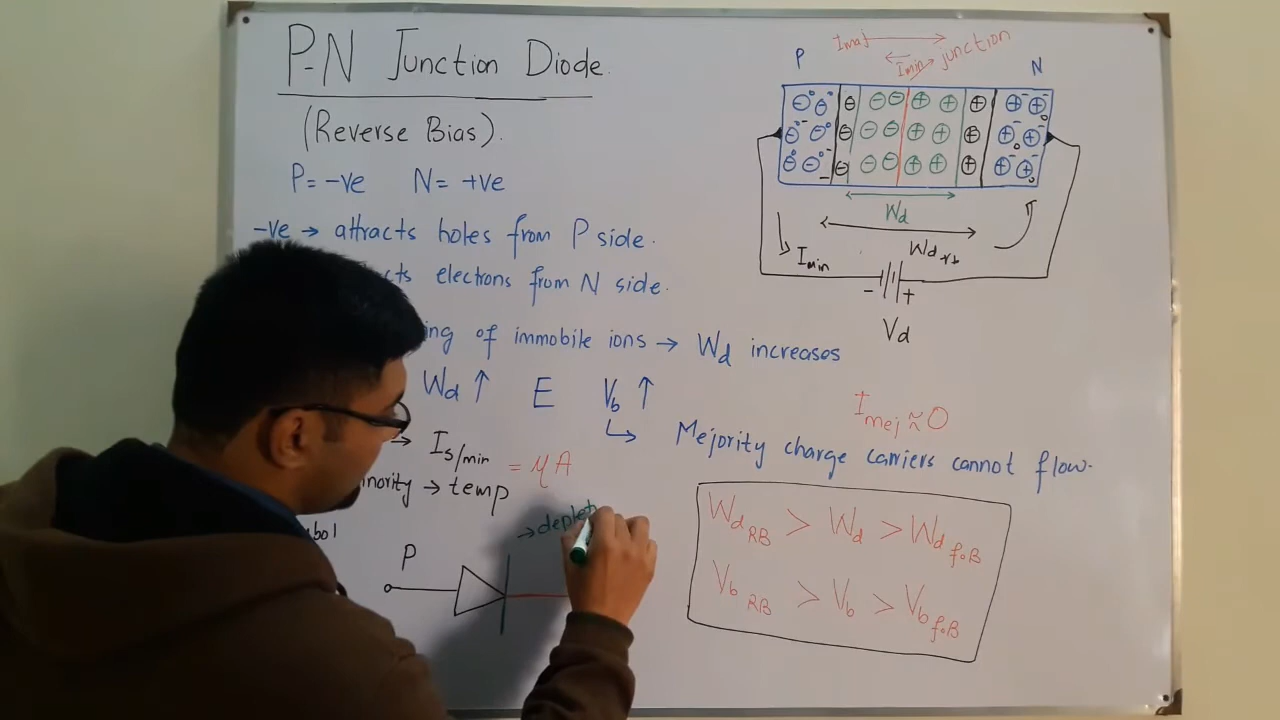 P-N Junction Diode.
(Reverse Bias).
P = -ve N = +ve
-ve → attracts holes from P side.
cts electrons from N side.
ing of immobile ions → Wd increases
Wd ↑ E Vb ↑
↳ Mejority charge carriers cannot flow.
Imej ≈ 0
→ Is/min = μA
inority → temp
bol
→ deplet
P
Imaj →
← Imin junction
P N
Wd
Wd
Imin
- +
Vd
Wd RB > Wd > Wd f.B
Vb RB > Vb > Vb f.B